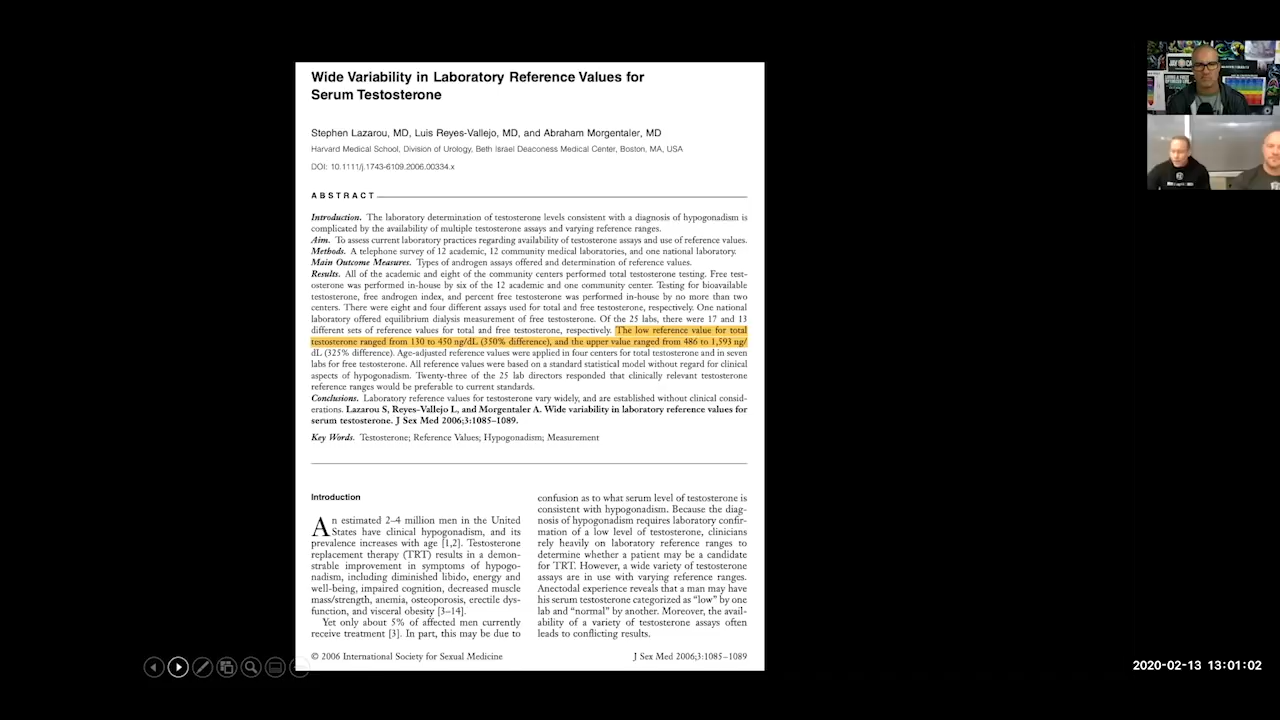 Wide Variability in Laboratory Reference Values for
Serum Testosterone
Stephen Lazarou, MD, Luis Reyes-Vallejo, MD, and Abraham Morgentaler, MD
Harvard Medical School, Division of Urology, Beth Israel Deaconess Medical Center, Boston, MA, USA
DOI: 10.1111/j.1743-6109.2006.00334.x
ABSTRACT
Introduction. The laboratory determination of testosterone levels consistent with a diagnosis of hypogonadism is
complicated by the availability of multiple testosterone assays and varying reference ranges.
Aim. To assess current laboratory practices regarding availability of testosterone assays and use of reference values.
Methods. A telephone survey of 12 academic, 12 community medical laboratories, and one national laboratory.
Main Outcome Measures. Types of androgen assays offered and determination of reference values.
Results. All of the academic and eight of the community centers performed total testosterone testing. Free test-
osterone was performed in-house by six of the 12 academic and one community center. Testing for bioavailable
testosterone, free androgen index, and percent free testosterone was performed in-house by no more than two
centers. There were eight and four different assays used for total and free testosterone, respectively. One national
laboratory offered equilibrium dialysis measurement of free testosterone. Of the 25 labs, there were 17 and 13
different sets of reference values for total and free testosterone, respectively. The low reference value for total
testosterone ranged from 130 to 450 ng/dL (350% difference), and the upper value ranged from 486 to 1,593 ng/
dL (325% difference). Age-adjusted reference values were applied in four centers for total testosterone and in seven
labs for free testosterone. All reference values were based on a standard statistical model without regard for clinical
aspects of hypogonadism. Twenty-three of the 25 lab directors responded that clinically relevant testosterone
reference ranges would be preferable to current standards.
Conclusions. Laboratory reference values for testosterone vary widely, and are established without clinical consid-
erations. Lazarou S, Reyes-Vallejo L, and Morgentaler A. Wide variability in laboratory reference values for
serum testosterone. J Sex Med 2006;3:1085–1089.
Key Words. Testosterone; Reference Values; Hypogonadism; Measurement
Introduction
An estimated 2–4 million men in the United
States have clinical hypogonadism, and its
prevalence increases with age [1,2]. Testosterone
replacement therapy (TRT) results in a demon-
strable improvement in symptoms of hypogo-
nadism, including diminished libido, energy and
well-being, impaired cognition, decreased muscle
mass/strength, anemia, osteoporosis, erectile dys-
function, and visceral obesity [3–14].
Yet only about 5% of affected men currently
receive treatment [3]. In part, this may be due to
confusion as to what serum level of testosterone is
consistent with hypogonadism. Because the diag-
nosis of hypogonadism requires laboratory confir-
mation of a low level of testosterone, clinicians
rely heavily on laboratory reference ranges to
determine whether a patient may be a candidate
for TRT. However, a wide variety of testosterone
assays are in use with varying reference ranges.
Anectodal experience reveals that a man may have
his serum testosterone categorized as “low” by one
lab and “normal” by another. Moreover, the avail-
ability of a variety of testosterone assays often
leads to conflicting results.
© 2006 International Society for Sexual Medicine
J Sex Med 2006;3:1085–1089
2020-02-13 13:01:02